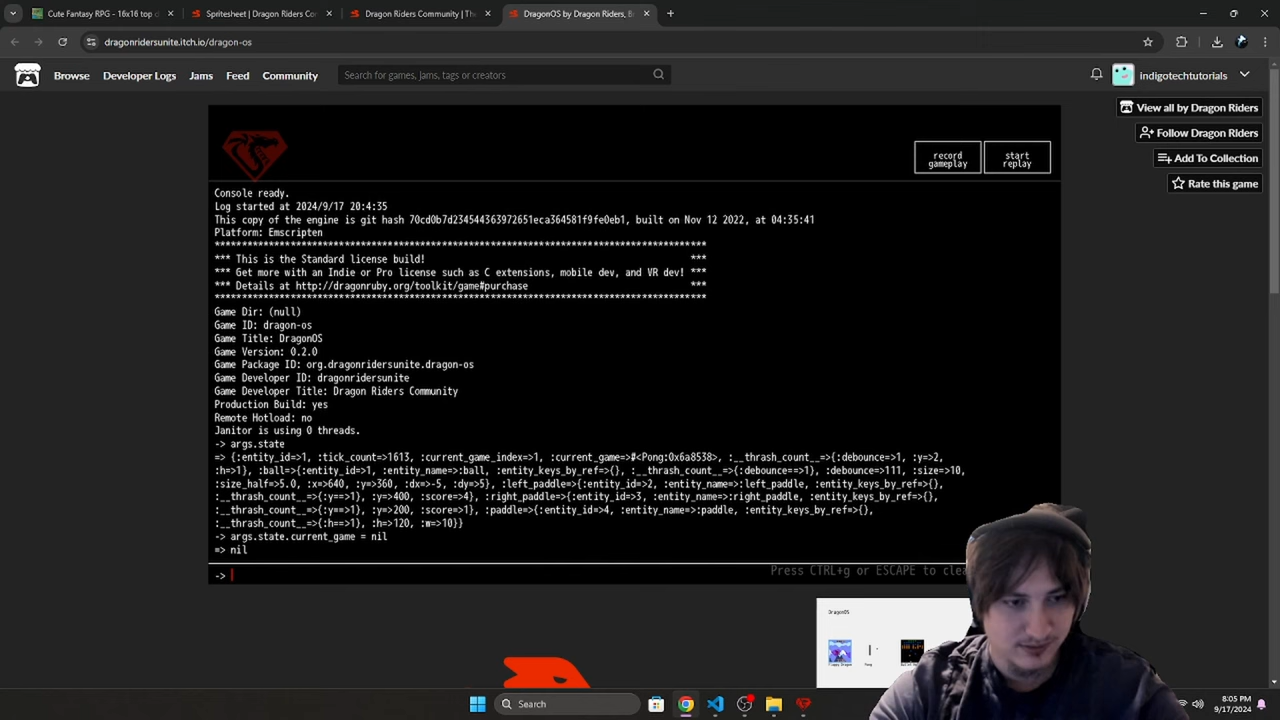 Cute Fantasy RPG - 16x16 top d
Spritesheet | Dragon Riders Co
Dragon Riders Community | Th
DragonOS by Dragon Riders, B
dragonridersunite.itch.io/dragon-os
Browse
Developer Logs
Jams
Feed
Community
Search for games, jams, tags or creators
Indigotechtutorials
View all by Dragon Riders
Follow Dragon Riders
Add To Collection
Rate this game
record
gameplay
start
replay
Console ready.
Log started at 2024/9/17 20:4:35
This copy of the engine is git hash 70cd0b7d234544363972651eca364581f9fe0eb1, built on Nov 12 2022, at 04:35:41
Platform: Emscripten
**********************************************************************************************
*** This is the Standard license build! ***
*** Get more with an Indie or Pro license such as C extensions, mobile dev, and VR dev! ***
*** Details at http://dragonruby.org/toolkit/game#purchase ***
**********************************************************************************************
Game Dir: (null)
Game ID: dragon-os
Game Title: DragonOS
Game Version: 0.2.0
Game Package ID: org.dragonridersunite.dragon-os
Game Developer ID: dragonridersunite
Game Developer Title: Dragon Riders Community
Production Build: yes
Remote Hotload: no
Janitor is using 0 threads.
-> args.state
=> {:entity_id=>1, :tick_count=>1613, :current_game_index=>1, :current_game=>#<Pong:0x6a8538>, :__thrash_count__=>{:debounce=>1, :y=>2,
:h=>1}, :ball=>{:entity_id=>1, :entity_name=>:ball, :entity_keys_by_ref=>{}, :__thrash_count__=>{:debounce==>1}, :debounce=>111, :size=>10,
:size_half=>5.0, :x=>640, :y=>360, :dx=>-5, :dy=>5}, :left_paddle=>{:entity_id=>2, :entity_name=>:left_paddle, :entity_keys_by_ref=>{},
:__thrash_count__=>{:y==>1}, :y=>400, :score=>4}, :right_paddle=>{:entity_id=>3, :entity_name=>:right_paddle, :entity_keys_by_ref=>{},
:__thrash_count__=>{:y==>1}, :y=>200, :score=>1}, :paddle=>{:entity_id=>4, :entity_name=>:paddle, :entity_keys_by_ref=>{},
:__thrash_count__=>{:h==>1}, :h=>120, :w=>10}}
-> args.state.current_game = nil
=> nil
Press CTRL+g or ESCAPE to clea
->
DragonOS
Flappy Dragon
Pong
Search
8:05 PM
9/17/2024